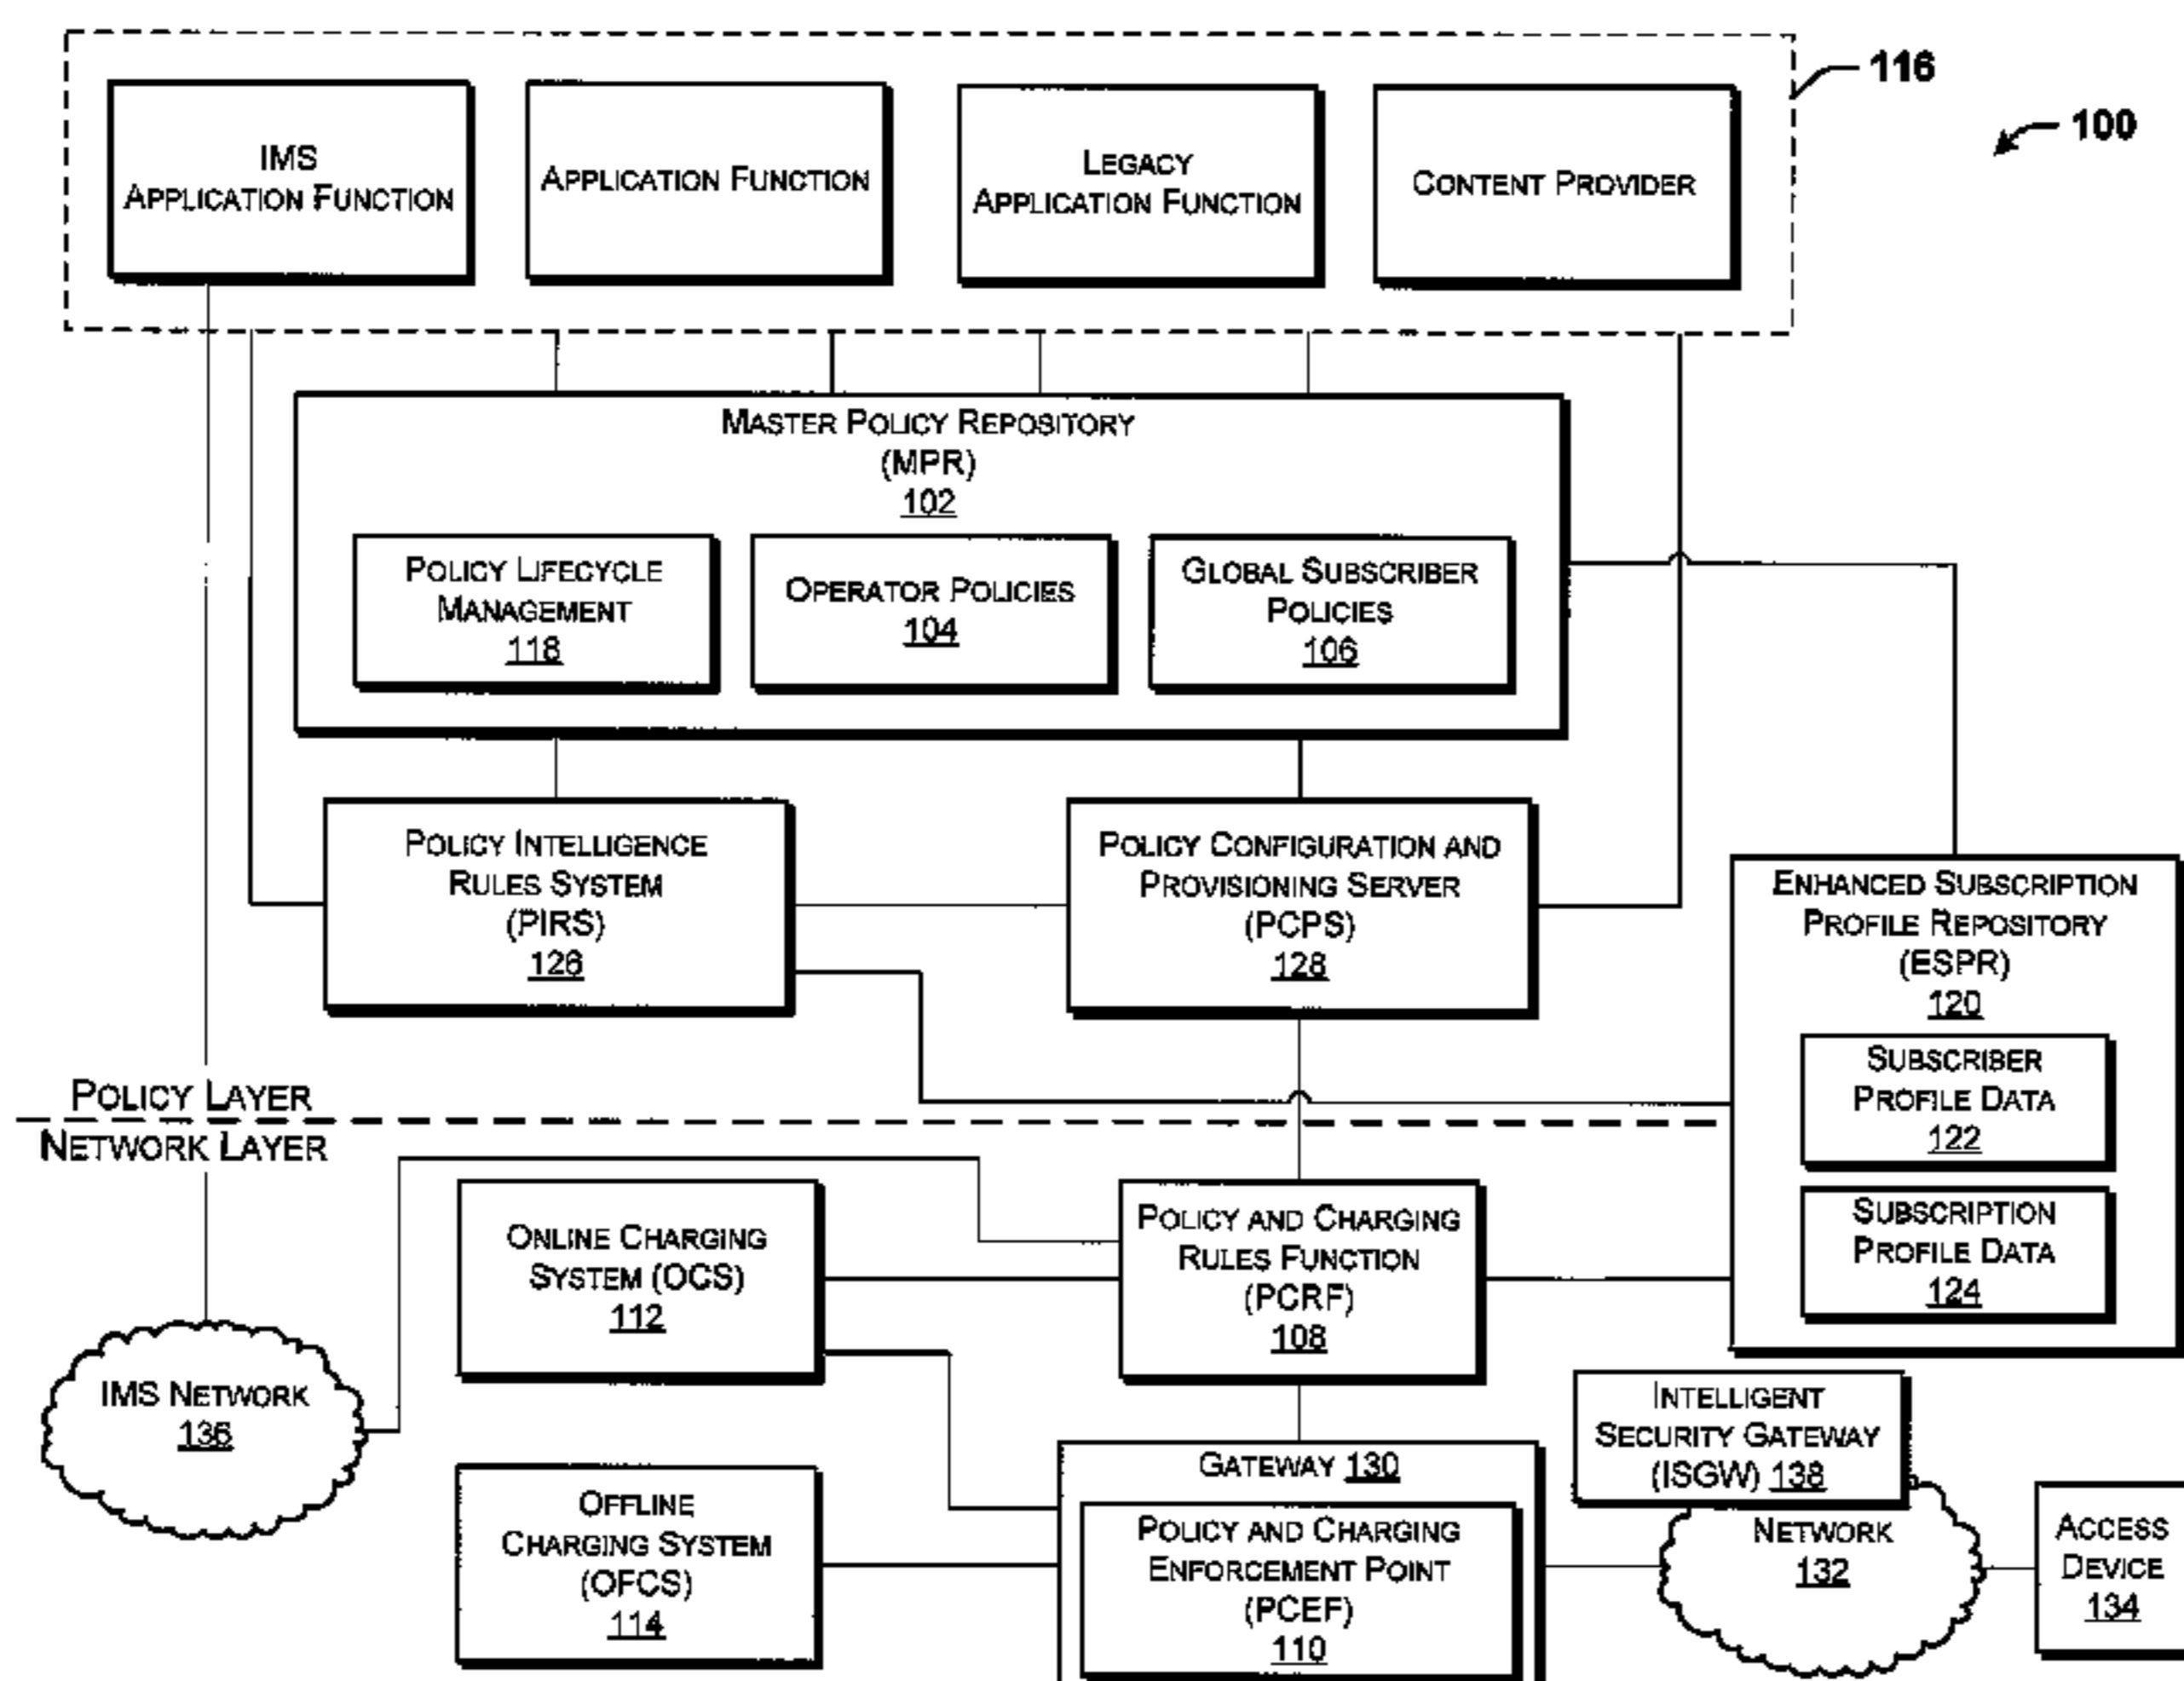 116
100
IMS
APPLICATION FUNCTION
APPLICATION FUNCTION
LEGACY
APPLICATION FUNCTION
CONTENT PROVIDER
MASTER POLICY REPOSITORY
(MPR)
102
POLICY LIFECYCLE
MANAGEMENT
118
OPERATOR POLICIES
104
GLOBAL SUBSCRIBER
POLICIES
106
POLICY INTELLIGENCE
RULES SYSTEM
(PIRS)
126
POLICY CONFIGURATION AND
PROVISIONING SERVER
(PCPS)
128
ENHANCED SUBSCRIPTION
PROFILE REPOSITORY
(ESPR)
120
SUBSCRIBER
PROFILE DATA
122
SUBSCRIPTION
PROFILE DATA
124
POLICY LAYER
NETWORK LAYER
ONLINE CHARGING
SYSTEM (OCS)
112
POLICY AND CHARGING
RULES FUNCTION
(PCRF)
108
IMS NETWORK
136
OFFLINE
CHARGING SYSTEM
(OFCS)
114
GATEWAY 130
POLICY AND CHARGING
ENFORCEMENT POINT
(PCEF)
110
INTELLIGENT
SECURITY GATEWAY
(ISGW) 138
NETWORK
132
ACCESS
DEVICE
134